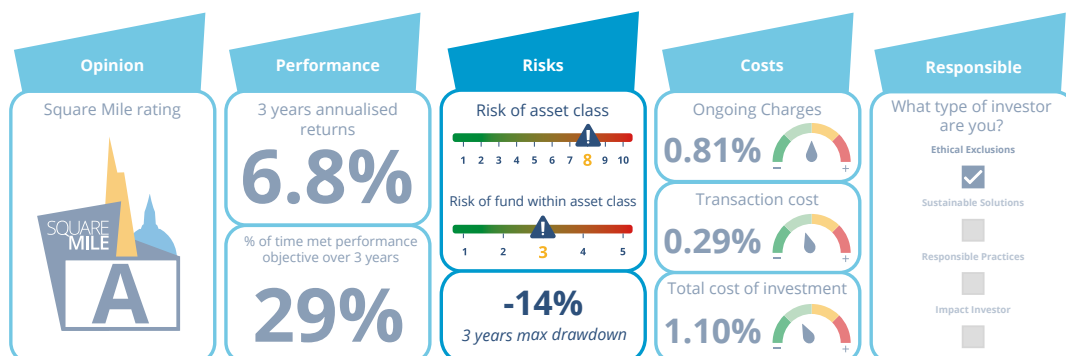 Opinion
Square Mile rating
SQUARE
MILE
A
Performance
3 years annualised
returns
6.8%
% of time met performance
objective over 3 years
29%
Risks
Risk of asset class
!
1 2 3 4 5 6 7 8 9 10
Risk of fund within asset class
!
1 2 3 4 5
-14%
3 years max drawdown
Costs
Ongoing Charges
0.81%
– +
Transaction cost
0.29%
– +
Total cost of investment
1.10%
– +
Responsible
What type of investor
are you?
Ethical Exclusions
Sustainable Solutions
Responsible Practices
Impact Investor